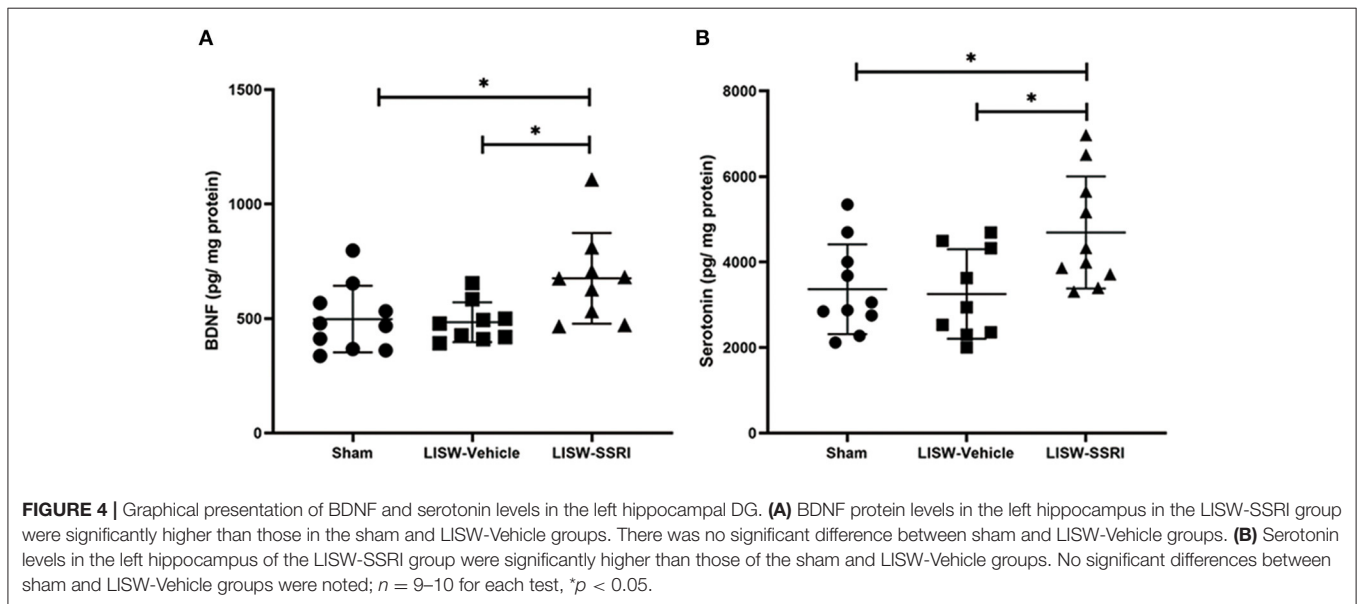 A
B
*
*
*
*
1500
1000
500
0
BDNF (pg/ mg protein)
Sham
LISW-Vehicle
LISW-SSRI
8000
6000
4000
2000
0
Serotonin (pg/ mg protein)
Sham
LISW-Vehicle
LISW-SSRI
FIGURE 4 | Graphical presentation of BDNF and serotonin levels in the left hippocampal DG. (A) BDNF protein levels in the left hippocampus in the LISW-SSRI group
were significantly higher than those in the sham and LISW-Vehicle groups. There was no significant difference between sham and LISW-Vehicle groups. (B) Serotonin
levels in the left hippocampus of the LISW-SSRI group were significantly higher than those of the sham and LISW-Vehicle groups. No significant differences between
sham and LISW-Vehicle groups were noted; n = 9–10 for each test, *p < 0.05.